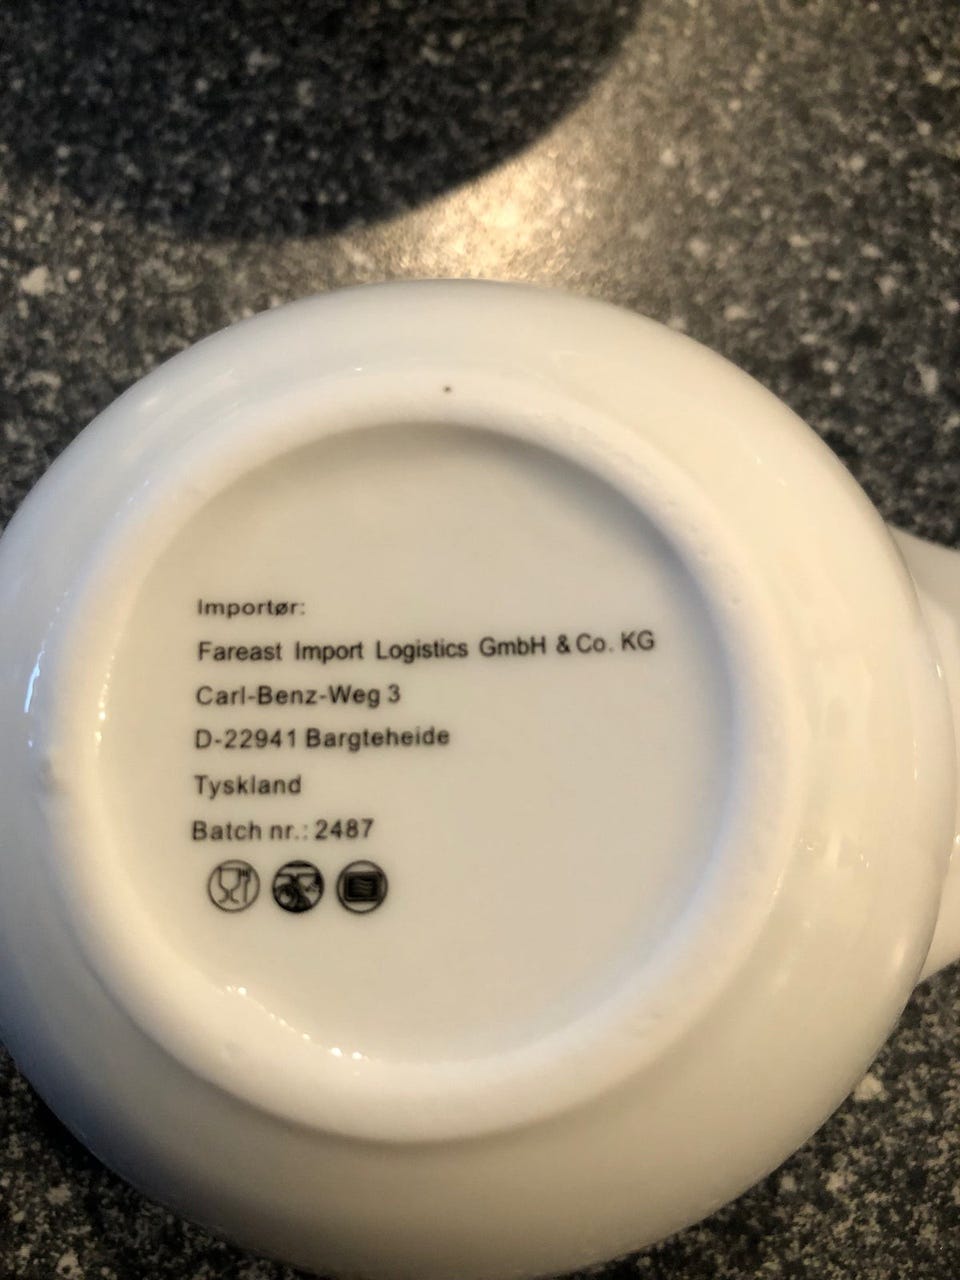 Importør:
Fareast Import Logistics GmbH & Co. KG
Carl-Benz-Weg 3
D-22941 Bargteheide
Tyskland
Batch nr.: 2487